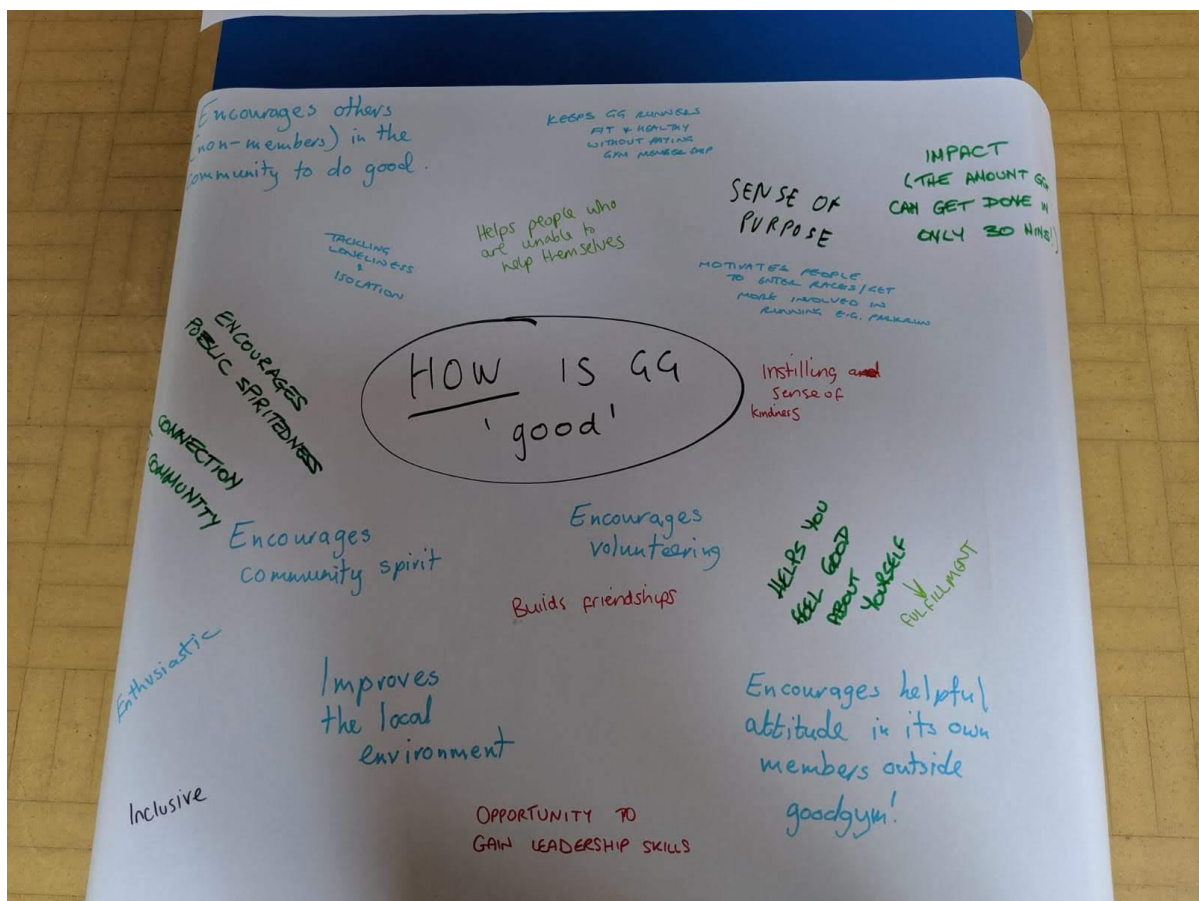 Encourages others
(non-members) in the
community to do good.
KEEPS GG RUNNERS
FIT & HEALTHY
WITHOUT PAYING
GYM MEMBERSHIP
IMPACT
(THE AMOUNT GG
CAN GET DONE IN
ONLY 30 MINS!)
SENSE OF
PURPOSE
Helps people who
are unable to
help themselves
TACKLING
LONELINESS
&
ISOLATION
MOTIVATES PEOPLE
TO ENTER RACES/GET
MORE INVOLVED IN
RUNNING E.G. PARKRUN
ENCOURAGES
PUBLIC SPIRITEDNESS
HOW IS GG
'good'
Instilling a
sense of
kindness
CONNECTION
COMMUNITY
Encourages
community spirit
Encourages
volunteering
HELPS YOU
FEEL GOOD
ABOUT
YOURSELF
FULFILLMENT
Builds friendships
Enthusiastic
Improves
the local
environment
Encourages helpful
attitude in its own
members outside
goodgym!
Inclusive
OPPORTUNITY TO
GAIN LEADERSHIP SKILLS